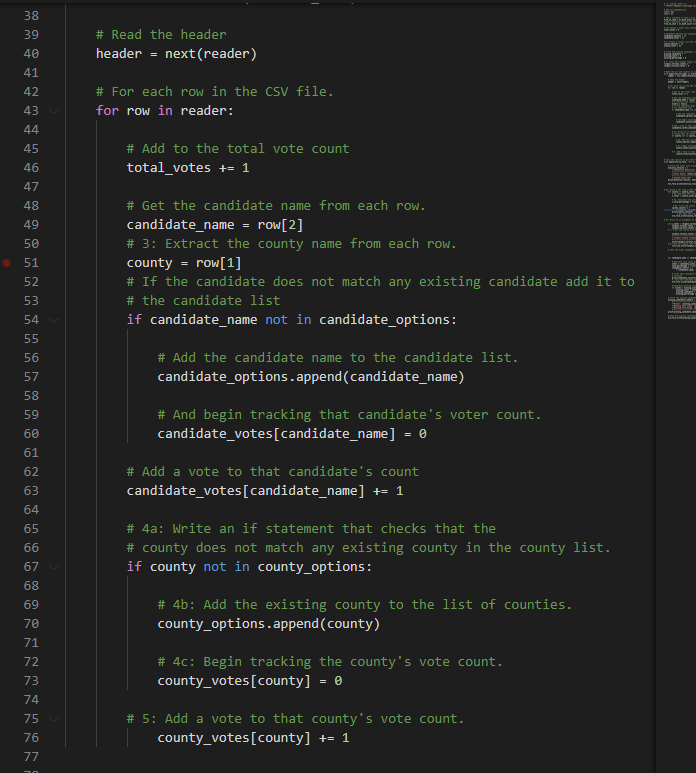 38
39 # Read the header
40 header = next(reader)
41
42 # For each row in the CSV file.
43 for row in reader:
44
45 # Add to the total vote count
46 total_votes += 1
47
48 # Get the candidate name from each row.
49 candidate_name = row[2]
50 # 3: Extract the county name from each row.
51 county = row[1]
52 # If the candidate does not match any existing candidate add it to
53 # the candidate list
54 if candidate_name not in candidate_options:
55
56 # Add the candidate name to the candidate list.
57 candidate_options.append(candidate_name)
58
59 # And begin tracking that candidate's voter count.
60 candidate_votes[candidate_name] = 0
61
62 # Add a vote to that candidate's count
63 candidate_votes[candidate_name] += 1
64
65 # 4a: Write an if statement that checks that the
66 # county does not match any existing county in the county list.
67 if county not in county_options:
68
69 # 4b: Add the existing county to the list of counties.
70 county_options.append(county)
71
72 # 4c: Begin tracking the county's vote count.
73 county_votes[county] = 0
74
75 # 5: Add a vote to that county's vote count.
76 county_votes[county] += 1
77